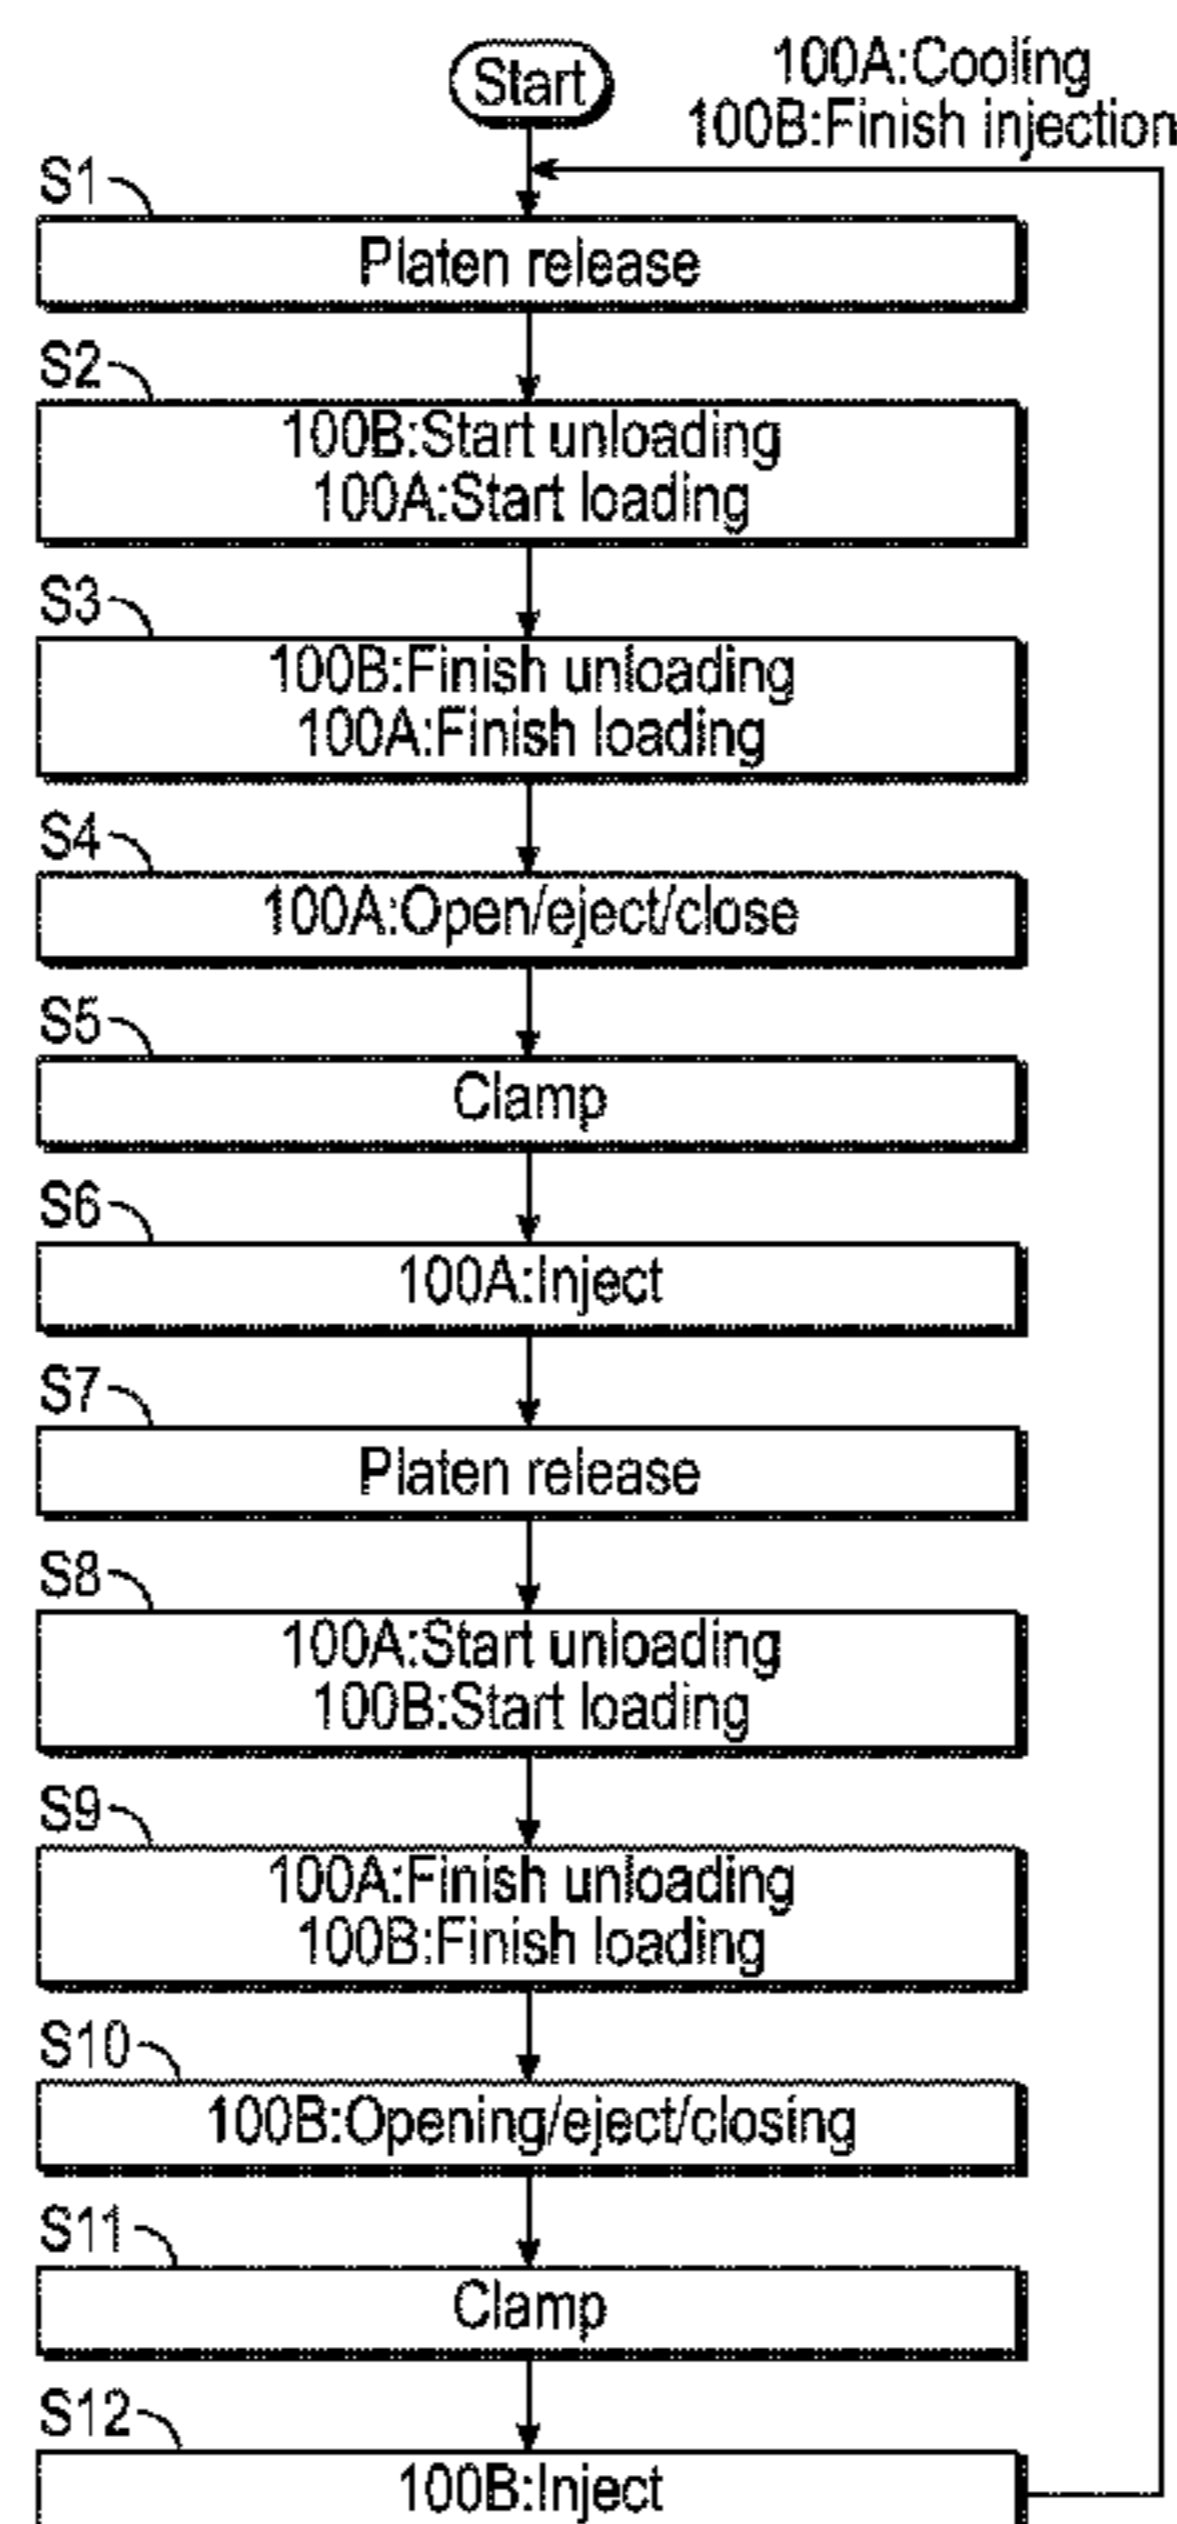 Start
100A:Cooling
100B:Finish injection
S1
Platen release
S2
100B:Start unloading
100A:Start loading
S3
100B:Finish unloading
100A:Finish loading
S4
100A:Open/eject/close
S5
Clamp
S6
100A:Inject
S7
Platen release
S8
100A:Start unloading
100B:Start loading
S9
100A:Finish unloading
100B:Finish loading
S10
100B:Opening/eject/closing
S11
Clamp
S12
100B:Inject